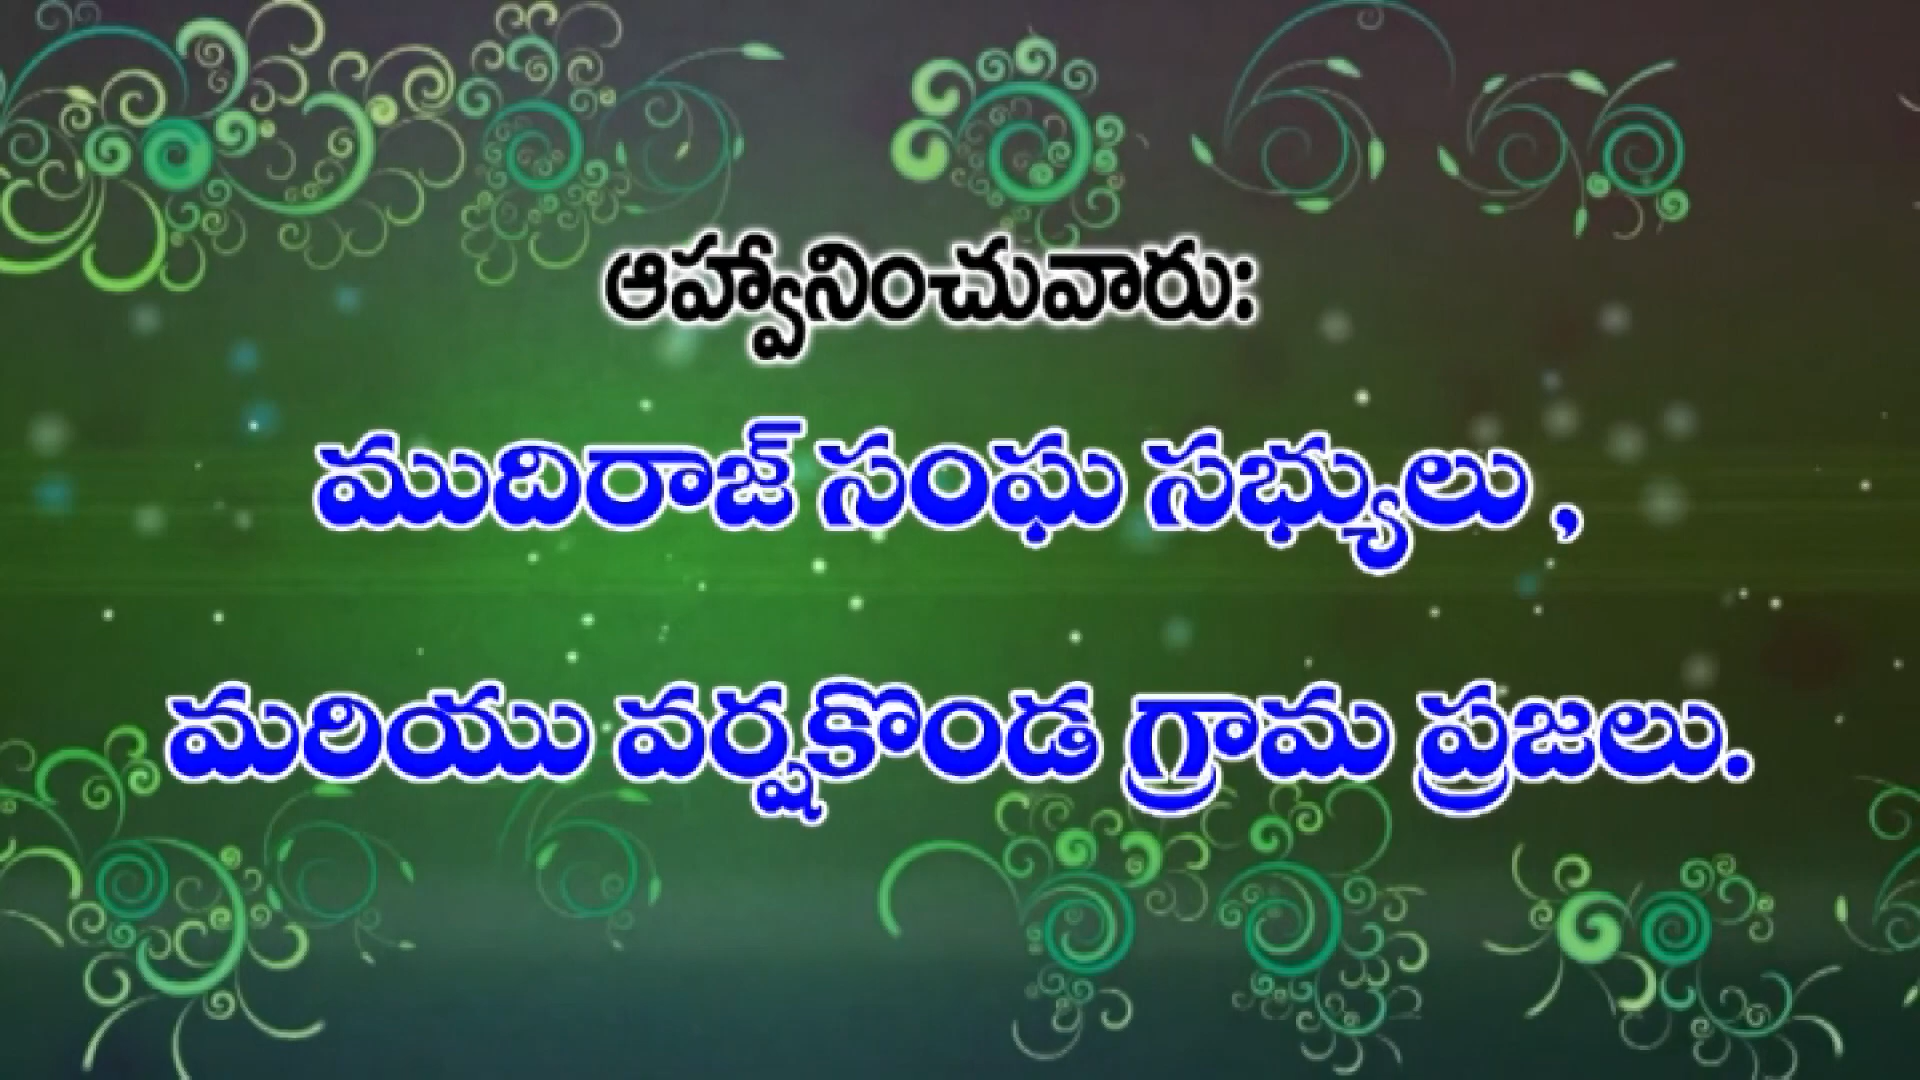 ఆహ్వానించువారు:
ముదిరాజ్ సంఘ సభ్యులు ,
మరియు వర్షకొండ గ్రామ ప్రజలు.